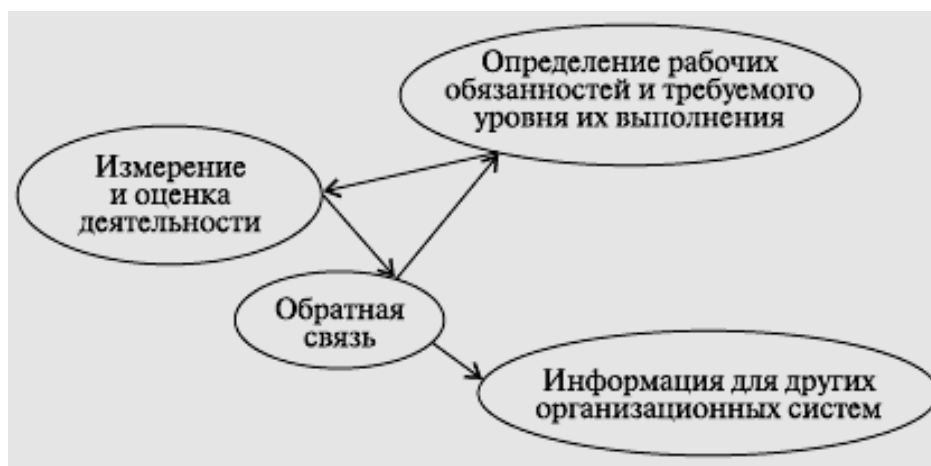 Определение рабочих
обязанностей и требуемого
уровня их выполнения
Измерение
и оценка
деятельности
Обратная
связь
Информация для других
организационных систем